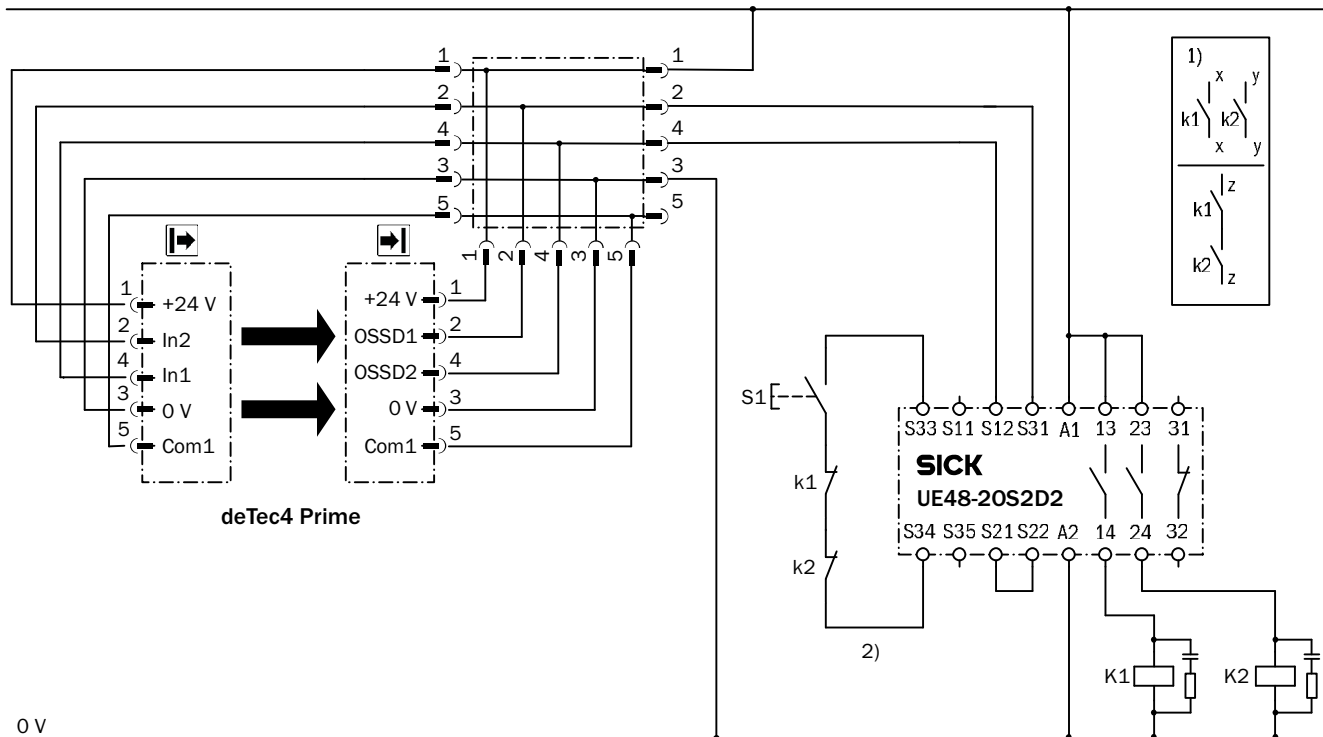 1 1
2 2
4 4
3 3
5 5
1 2 4 3 5
1 +24 V
2 In2
4 In1
3 0 V
5 Com1
+24 V 1
OSSD1 2
OSSD2 4
0 V 3
Com1 5
deTec4 Prime
1)
x y
k1 k2
x y
z
k1
k2
z
S1
k1
k2
2)
S33 S11 S12 S31 A1 13 23 31
SICK
UE48-2OS2D2
S34 S35 S21 S22 A2 14 24 32
K1 K2
0 V